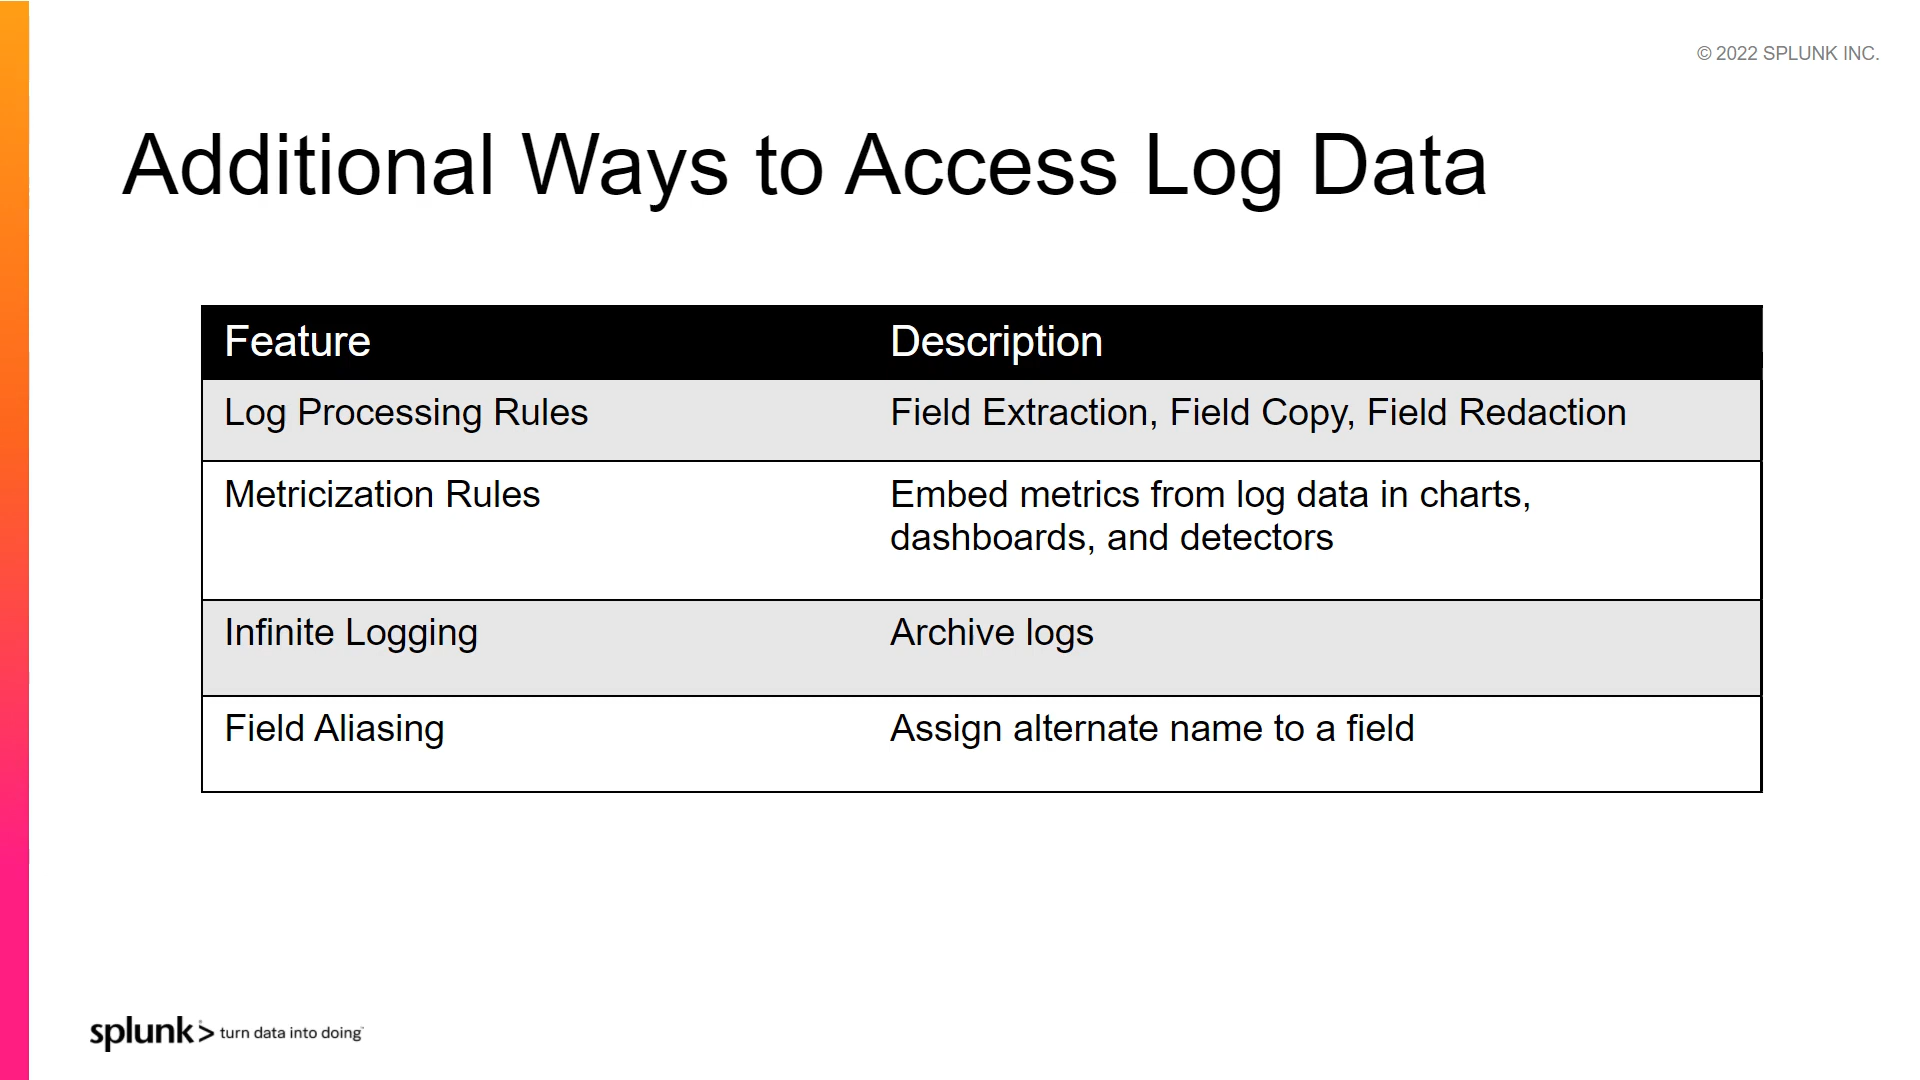 © 2022 SPLUNK INC.
Additional Ways to Access Log Data
Feature Description
Log Processing Rules Field Extraction, Field Copy, Field Redaction
Metricization Rules Embed metrics from log data in charts,
dashboards, and detectors
Infinite Logging Archive logs
Field Aliasing Assign alternate name to a field
splunk> turn data into doing™